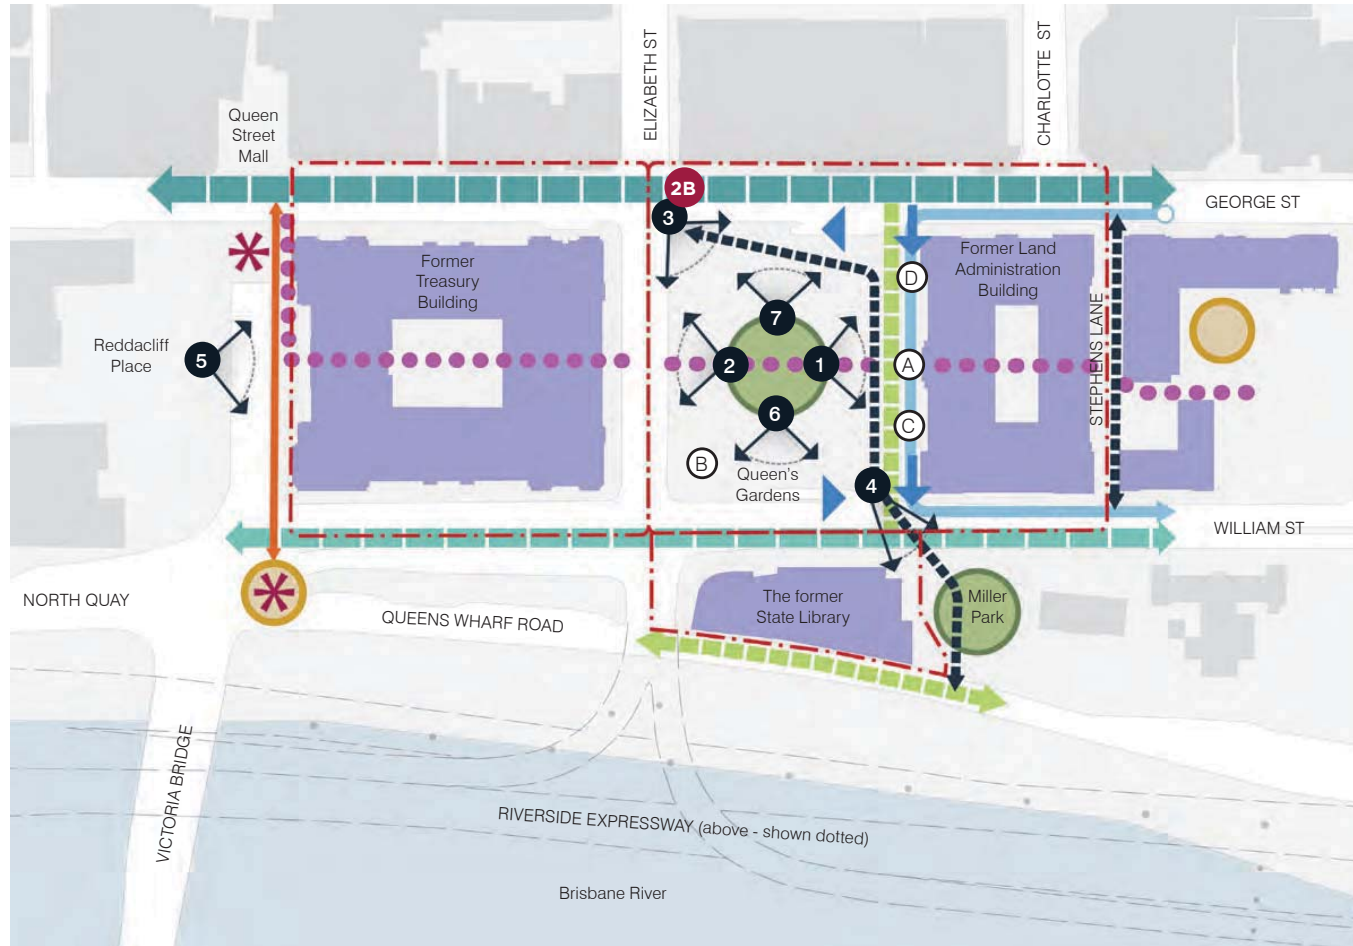 ELIZABETH ST
CHARLOTTE ST
Queen
Street
Mall
2B
3
GEORGE ST
Former
Treasury
Building
Former Land
Administration
Building
D
7
STEPHENS LANE
Reddacliff
Place
5
2
1
A
6
C
B
Queen's
Gardens
4
WILLIAM ST
NORTH QUAY
QUEENS WHARF ROAD
The former
State Library
Miller
Park
VICTORIA BRIDGE
RIVERSIDE EXPRESSWAY (above - shown dotted)
Brisbane River